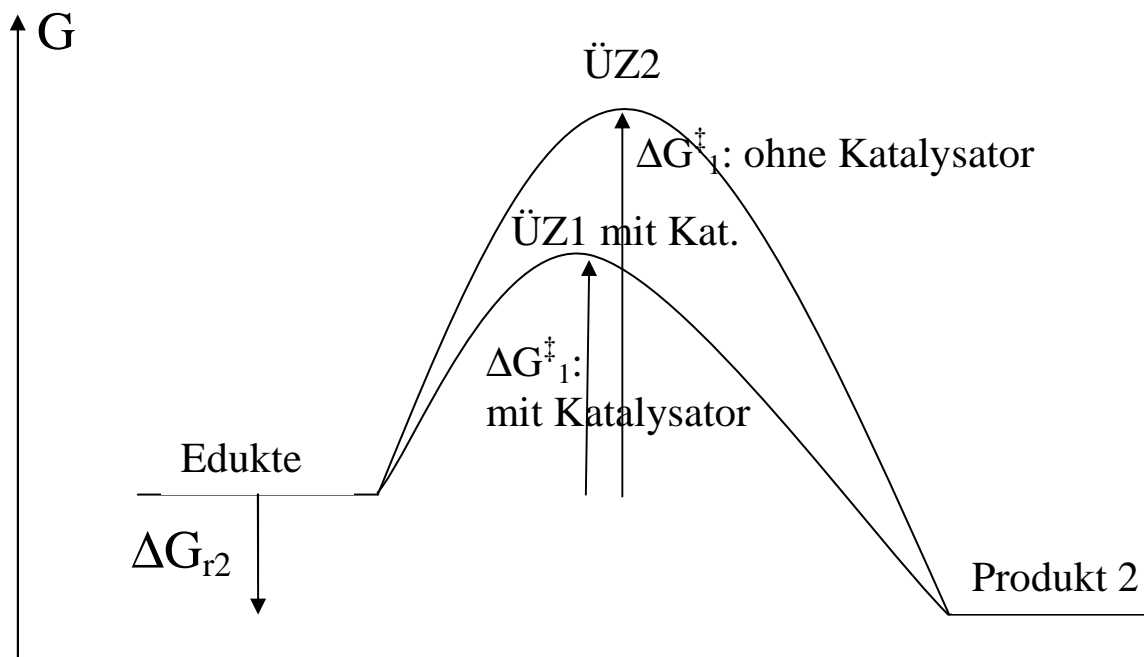 G
ÜZ2
ΔG‡1: ohne Katalysator
ÜZ1 mit Kat.
ΔG‡1:
mit Katalysator
Edukte
ΔGr2
Produkt 2